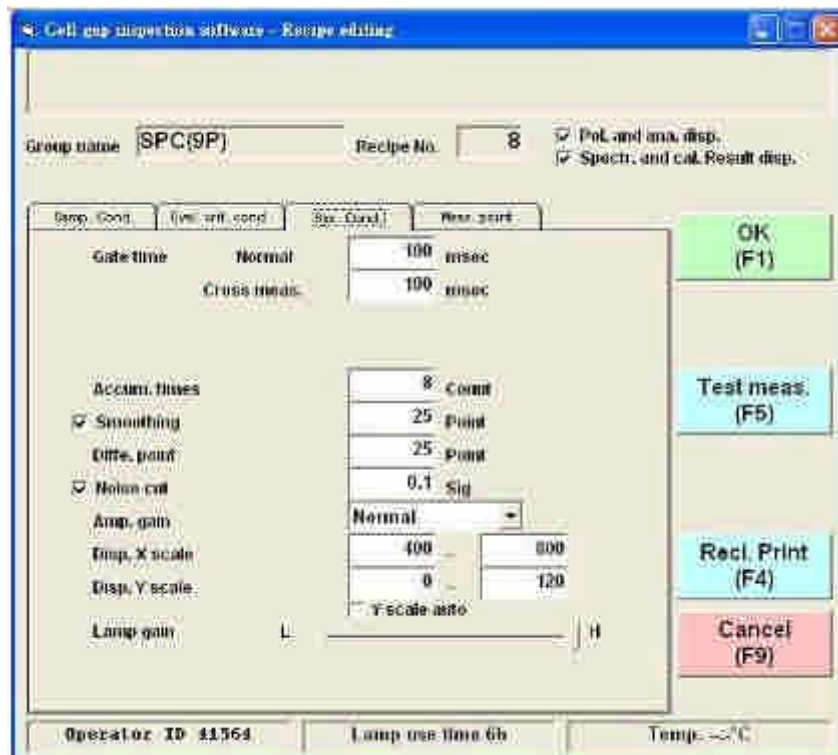 Cell gap inspection software - Recipe editing
Group name SPC(9P) Recipe No. 8
Pol. and ana. disp.
Spectr. and cal. Result disp.
Samp. Cond. Meas. point
OK
(F1)
Gate time Normal 100 msec
Cross meas. 100 msec
Accum. times 8 Count
Smoothing 25 Point
Diffe. point 25 Point
Noise cut 0.1 Sig
Amp. gain Normal
Disp. X scale 400 - 800
Disp. Y scale 0 - 120
Y scale auto
Lamp gain L H
Test meas.
(F5)
Reci. Print
(F4)
Cancel
(F9)
Operator ID 41564 Lamp use time 6h Temp. --.-°C